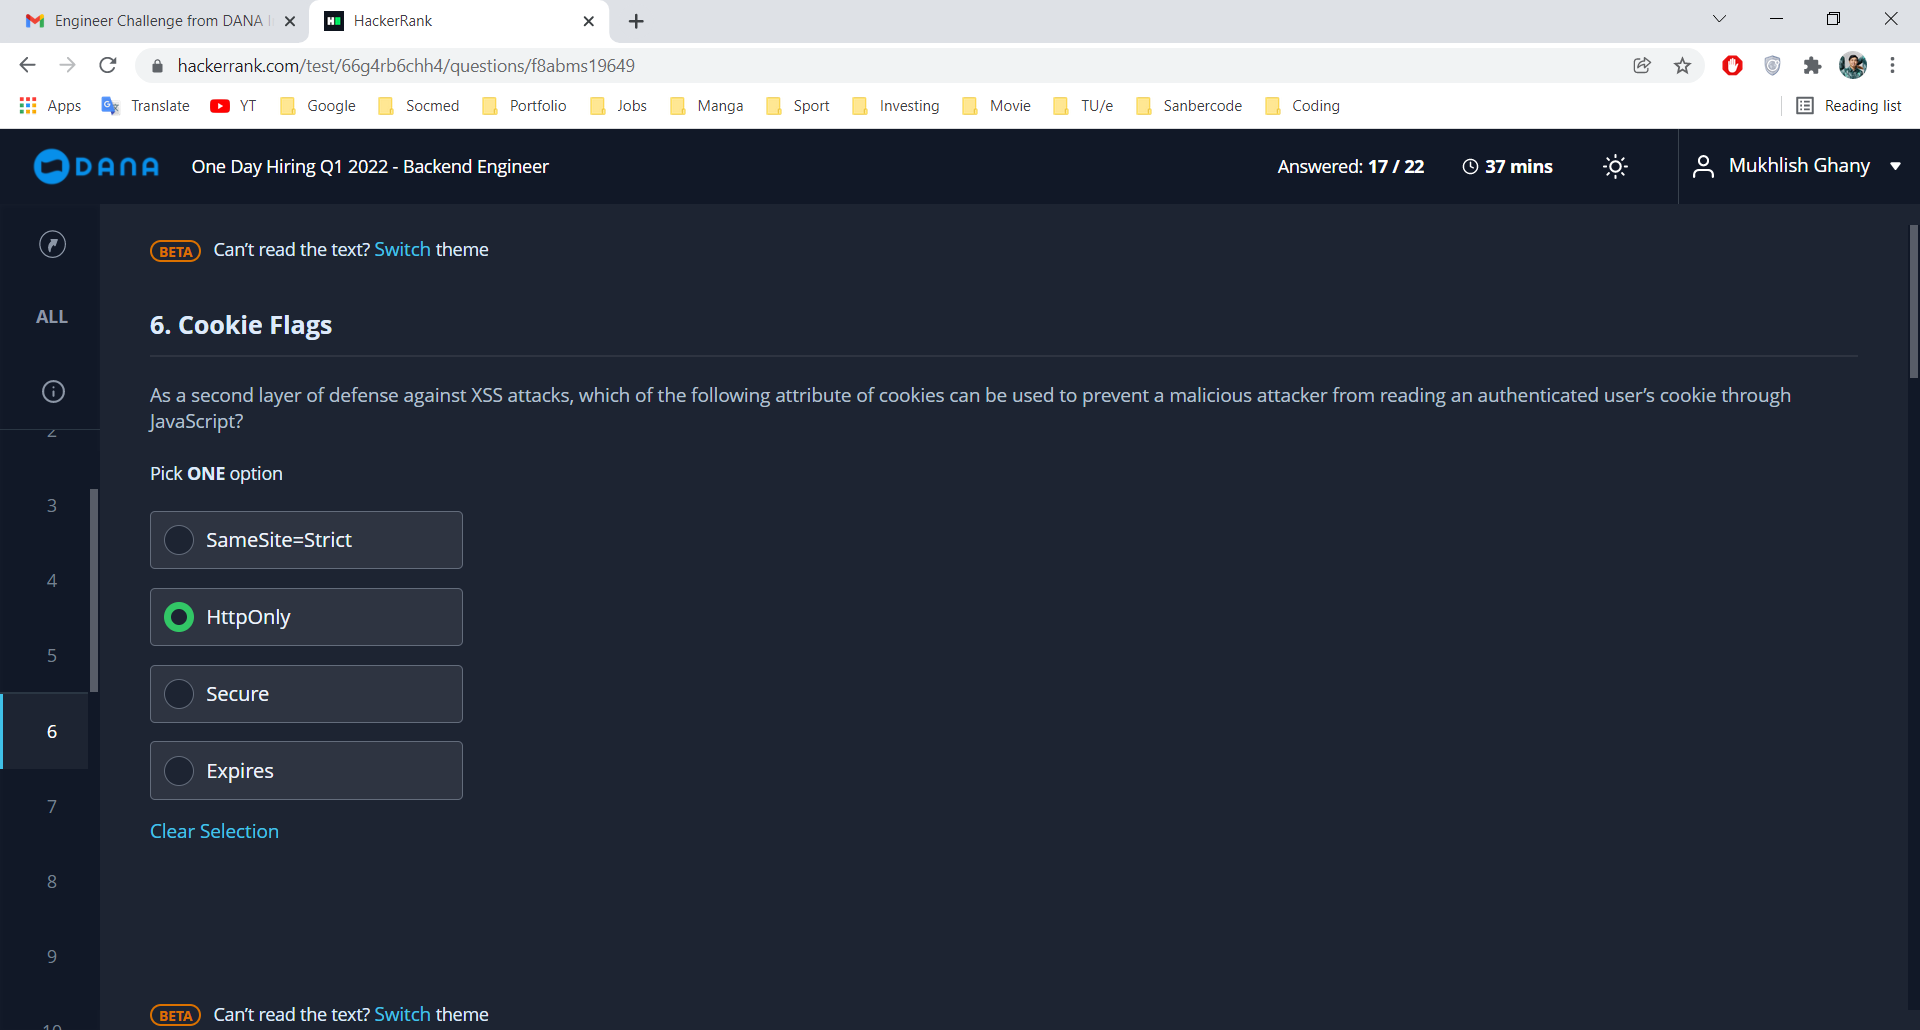 Engineer Challenge from DANA I
HackerRank
hackerrank.com/test/66g4rb6chh4/questions/f8abms19649
Apps Translate YT Google Socmed Portfolio Jobs Manga Sport Investing Movie TU/e Sanbercode Coding Reading list
DANA One Day Hiring Q1 2022 - Backend Engineer Answered: 17 / 22 37 mins Mukhlish Ghany
BETA Can't read the text? Switch theme
ALL
6. Cookie Flags
As a second layer of defense against XSS attacks, which of the following attribute of cookies can be used to prevent a malicious attacker from reading an authenticated user's cookie through
JavaScript?
2
Pick ONE option
3
SameSite=Strict
4
HttpOnly
5
Secure
6
Expires
7
Clear Selection
8
9
BETA Can't read the text? Switch theme
10